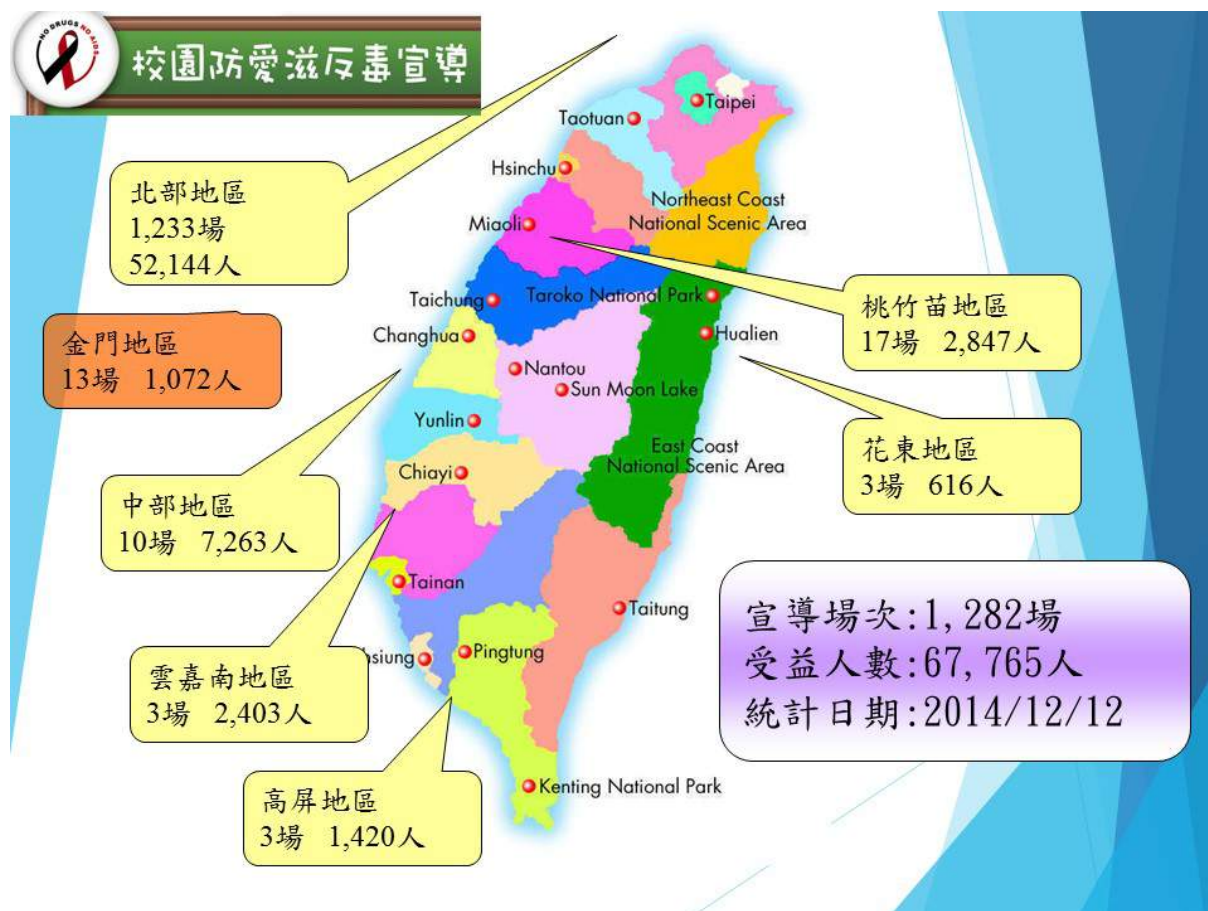 NO DRUGS NO AIDS
校園防愛滋反毒宣導
北部地區
1,233場
52,144人
金門地區
13場 1,072人
中部地區
10場 7,263人
雲嘉南地區
3場 2,403人
高屏地區
3場 1,420人
桃竹苗地區
17場 2,847人
花東地區
3場 616人
宣導場次:1,282場
受益人數:67,765人
統計日期:2014/12/12
Taipei
Taotuan
Hsinchu
Northeast Coast
National Scenic Area
Miaoli
Taichung
Taroko National Park
Changhua
Hualien
Nantou
Sun Moon Lake
Yunlin
East Coast
National Scenic Area
Chiayi
Tainan
Taitung
hsiung
Pingtung
Kenting National Park